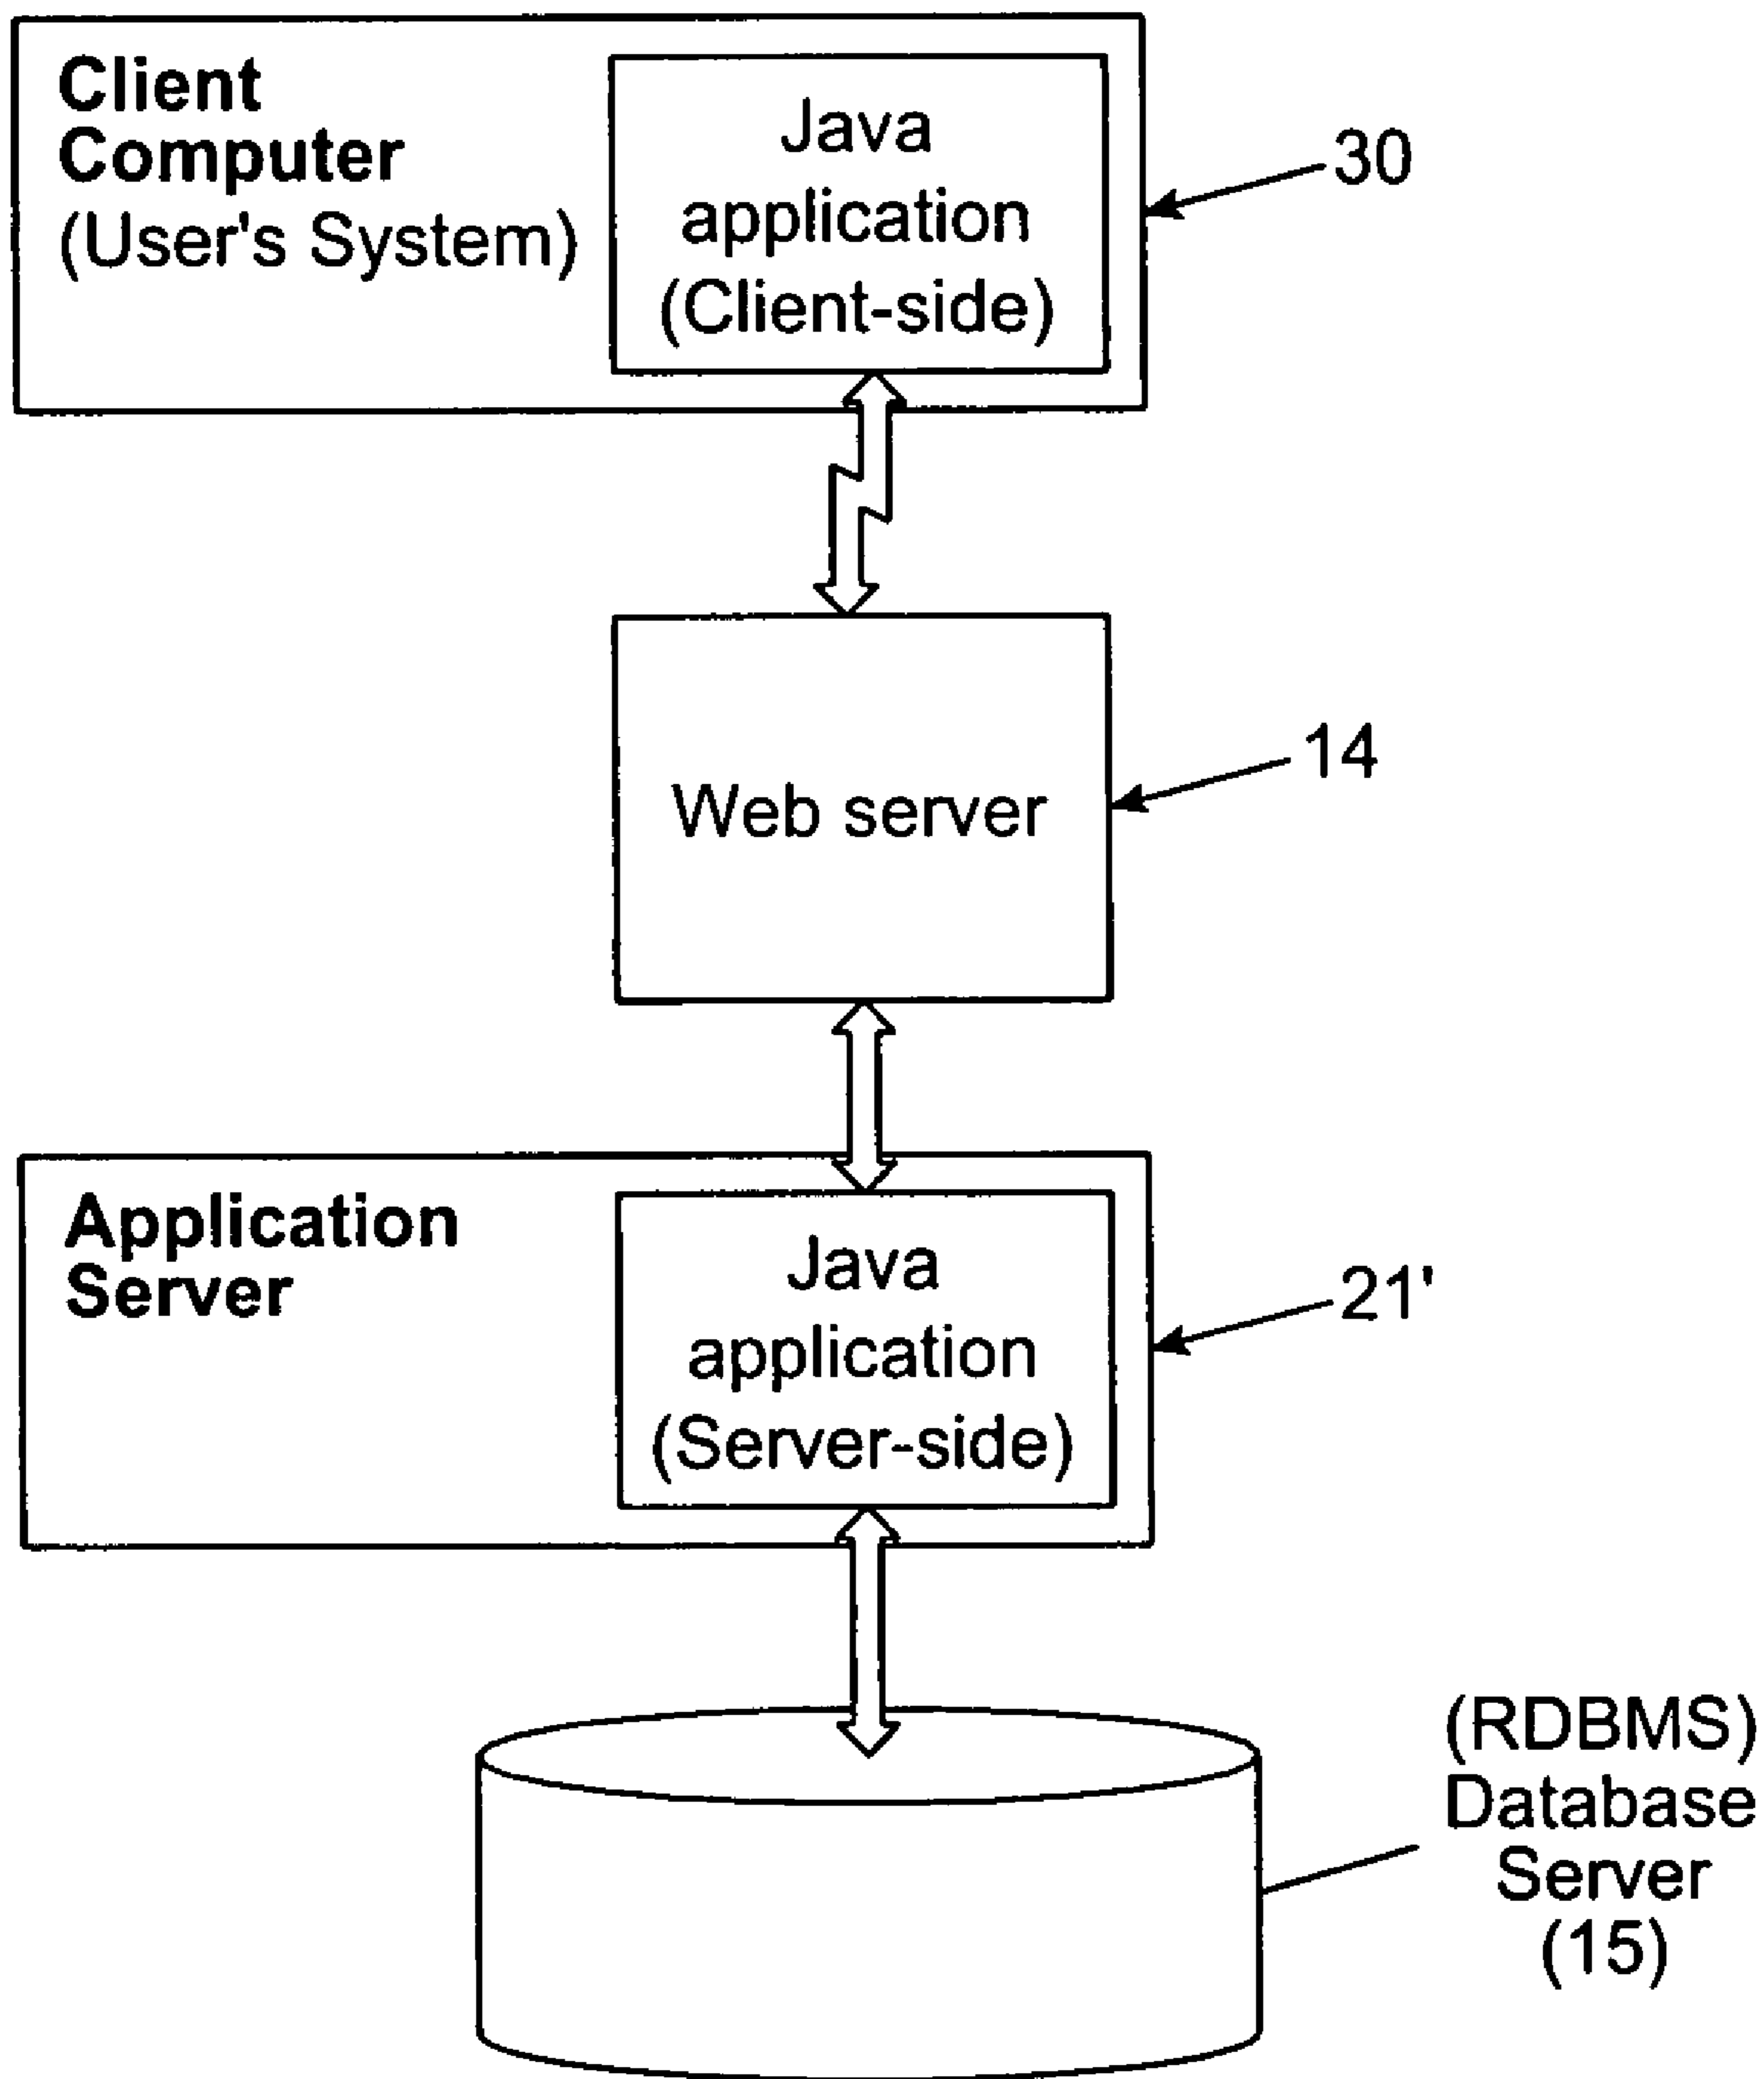 Client
Computer
(User's System)
Java
application
(Client-side)
30
Web server
14
Application
Server
Java
application
(Server-side)
21'
(RDBMS)
Database
Server
(15)